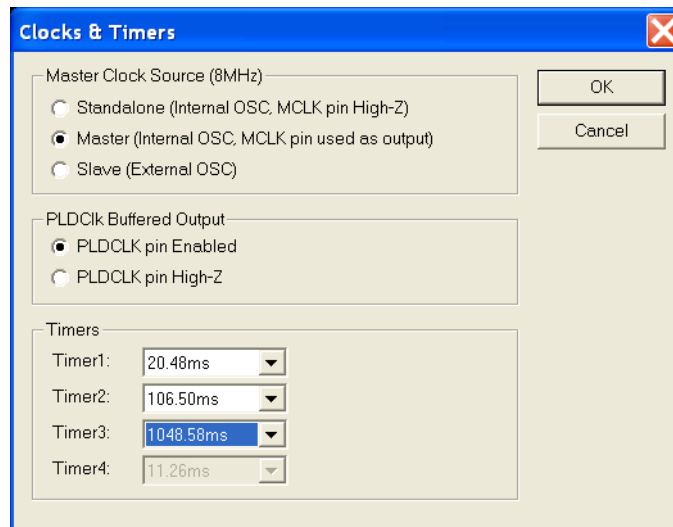 Clocks & Timers
Master Clock Source (8MHz)
Standalone (Internal OSC, MCLK pin High-Z)
Master (Internal OSC, MCLK pin used as output)
Slave (External OSC)
OK
Cancel
PLDClk Buffered Output
PLDCLK pin Enabled
PLDCLK pin High-Z
Timers
Timer1: 20.48ms
Timer2: 106.50ms
Timer3: 1048.58ms
Timer4: 11.26ms